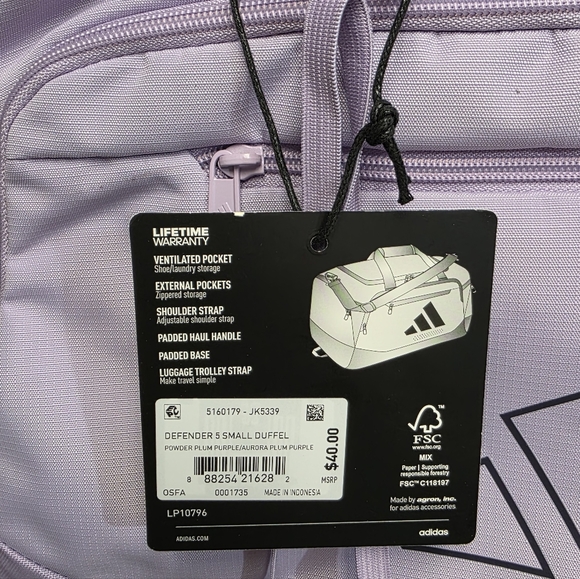 LIFETIME
WARRANTY
VENTILATED POCKET
Shoe/laundry storage
EXTERNAL POCKETS
Zippered storage
SHOULDER STRAP
Adjustable shoulder strap
PADDED HAUL HANDLE
PADDED BASE
LUGGAGE TROLLEY STRAP
Make travel simple
5160179 - JK5339
DEFENDER 5 SMALL DUFFEL
POWDER PLUM PURPLE/AURORA PLUM PURPLE
8 88254 21628 2
OSFA 0001735 MADE IN INDONESIA
$40.00
MSRP
LP10796
ADIDAS.COM
FSC
www.fsc.org
MIX
Paper | Supporting
responsible forestry
FSC™ C118197
Made by agron, inc.
for adidas accessories
adidas